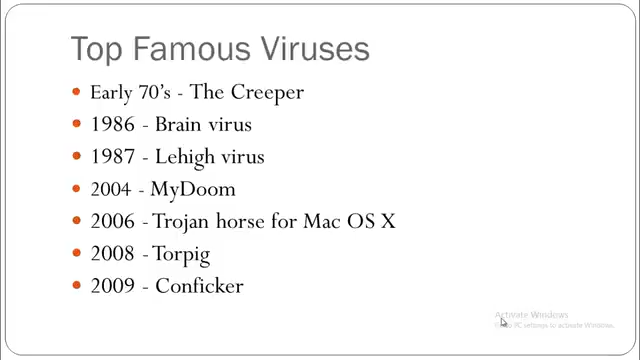 Top Famous Viruses
Early 70's - The Creeper
1986 - Brain virus
1987 - Lehigh virus
2004 - MyDoom
2006 - Trojan horse for Mac OS X
2008 - Torpig
2009 - Conficker
Activate Windows
to PC settings to activate Windows.